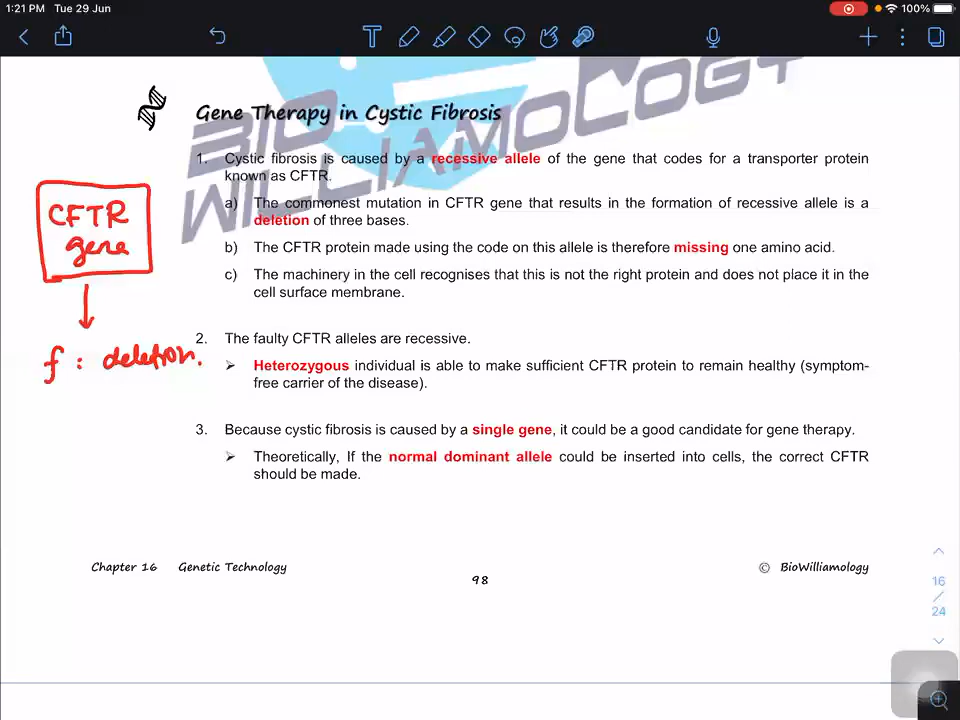 1:21 PM Tue 29 Jun
100%
T
BIO
WILLIAMOLOGY
Gene Therapy in Cystic Fibrosis
1. Cystic fibrosis is caused by a recessive allele of the gene that codes for a transporter protein
known as CFTR.
a) The commonest mutation in CFTR gene that results in the formation of recessive allele is a
deletion of three bases.
b) The CFTR protein made using the code on this allele is therefore missing one amino acid.
c) The machinery in the cell recognises that this is not the right protein and does not place it in the
cell surface membrane.
CFTR
gene
f : deletion.
2. The faulty CFTR alleles are recessive.
➢ Heterozygous individual is able to make sufficient CFTR protein to remain healthy (symptom-
free carrier of the disease).
3. Because cystic fibrosis is caused by a single gene, it could be a good candidate for gene therapy.
➢ Theoretically, If the normal dominant allele could be inserted into cells, the correct CFTR
should be made.
Chapter 16 Genetic Technology
98
© BioWilliamology
16
/
24